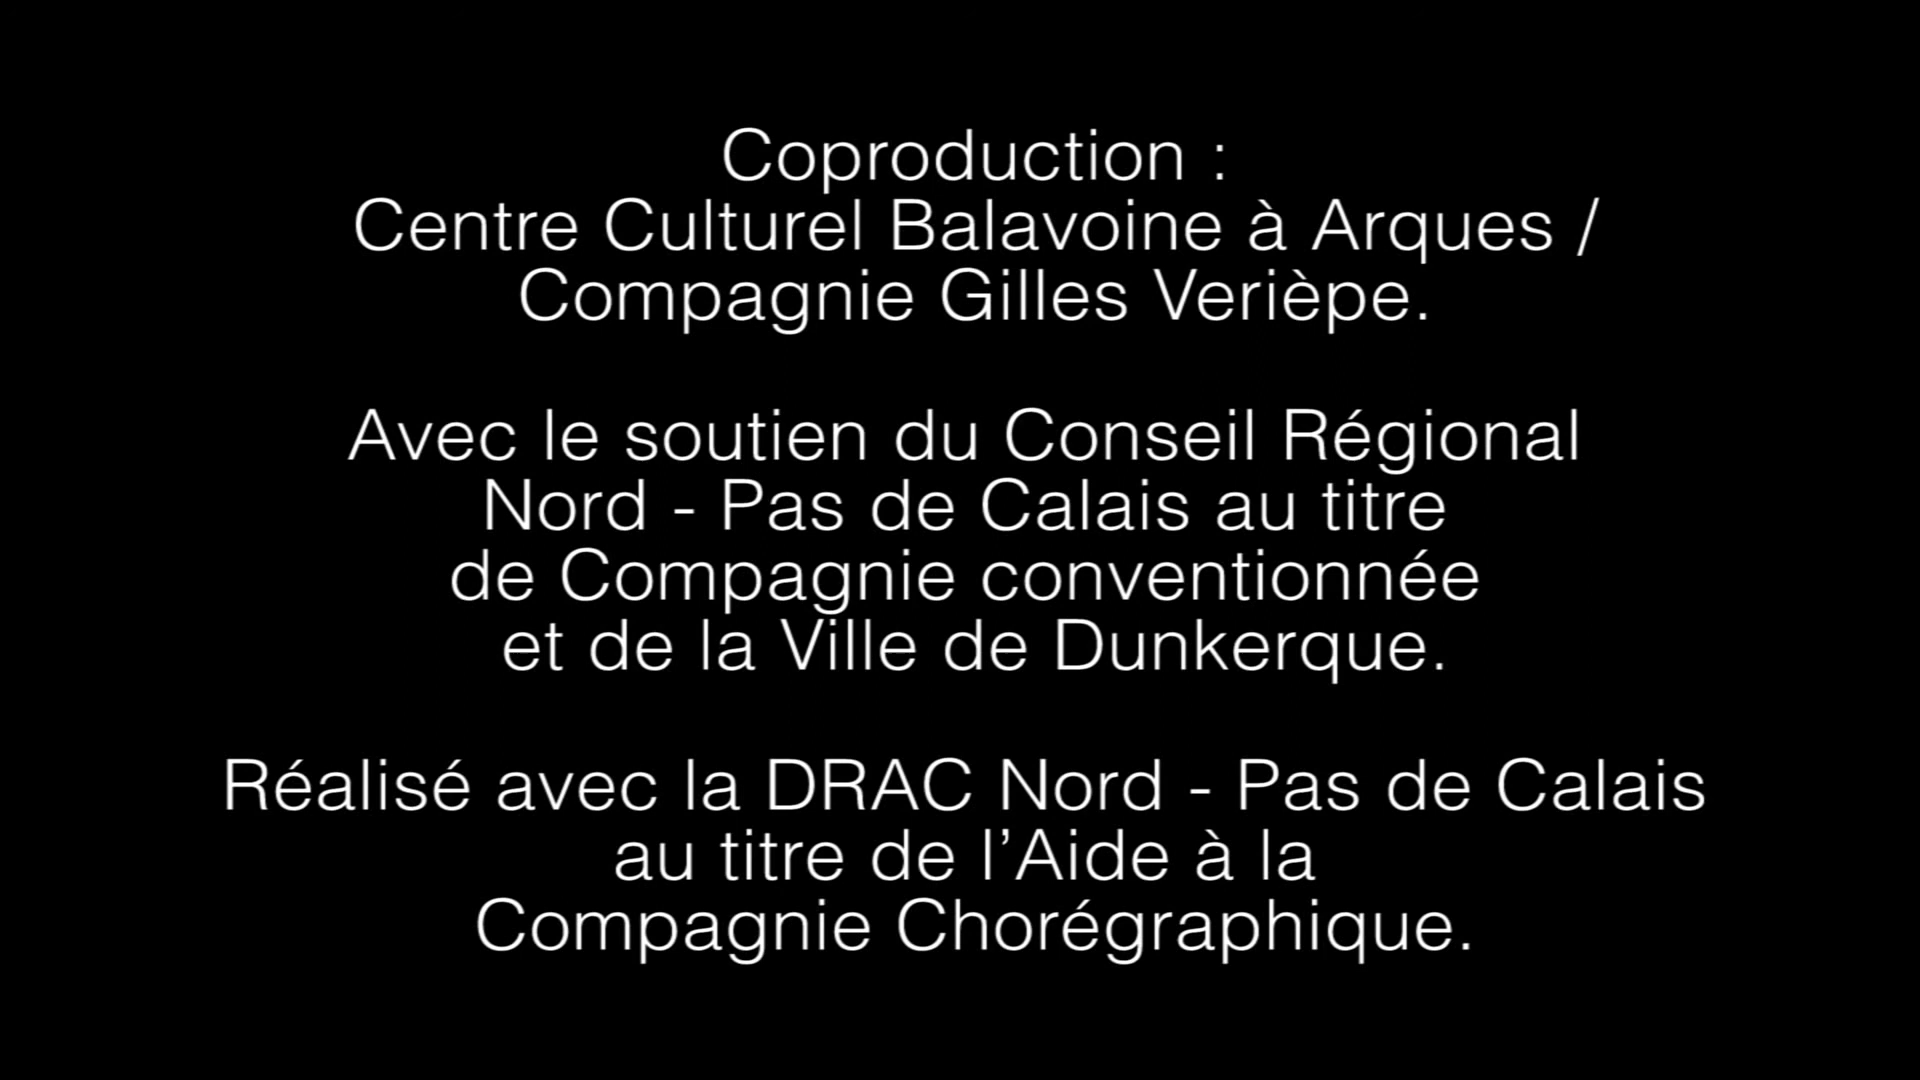 Coproduction :
Centre Culturel Balavoine à Arques /
Compagnie Gilles Verièpe.
Avec le soutien du Conseil Régional
Nord - Pas de Calais au titre
de Compagnie conventionnée
et de la Ville de Dunkerque.
Réalisé avec la DRAC Nord - Pas de Calais
au titre de l’Aide à la
Compagnie Chorégraphique.